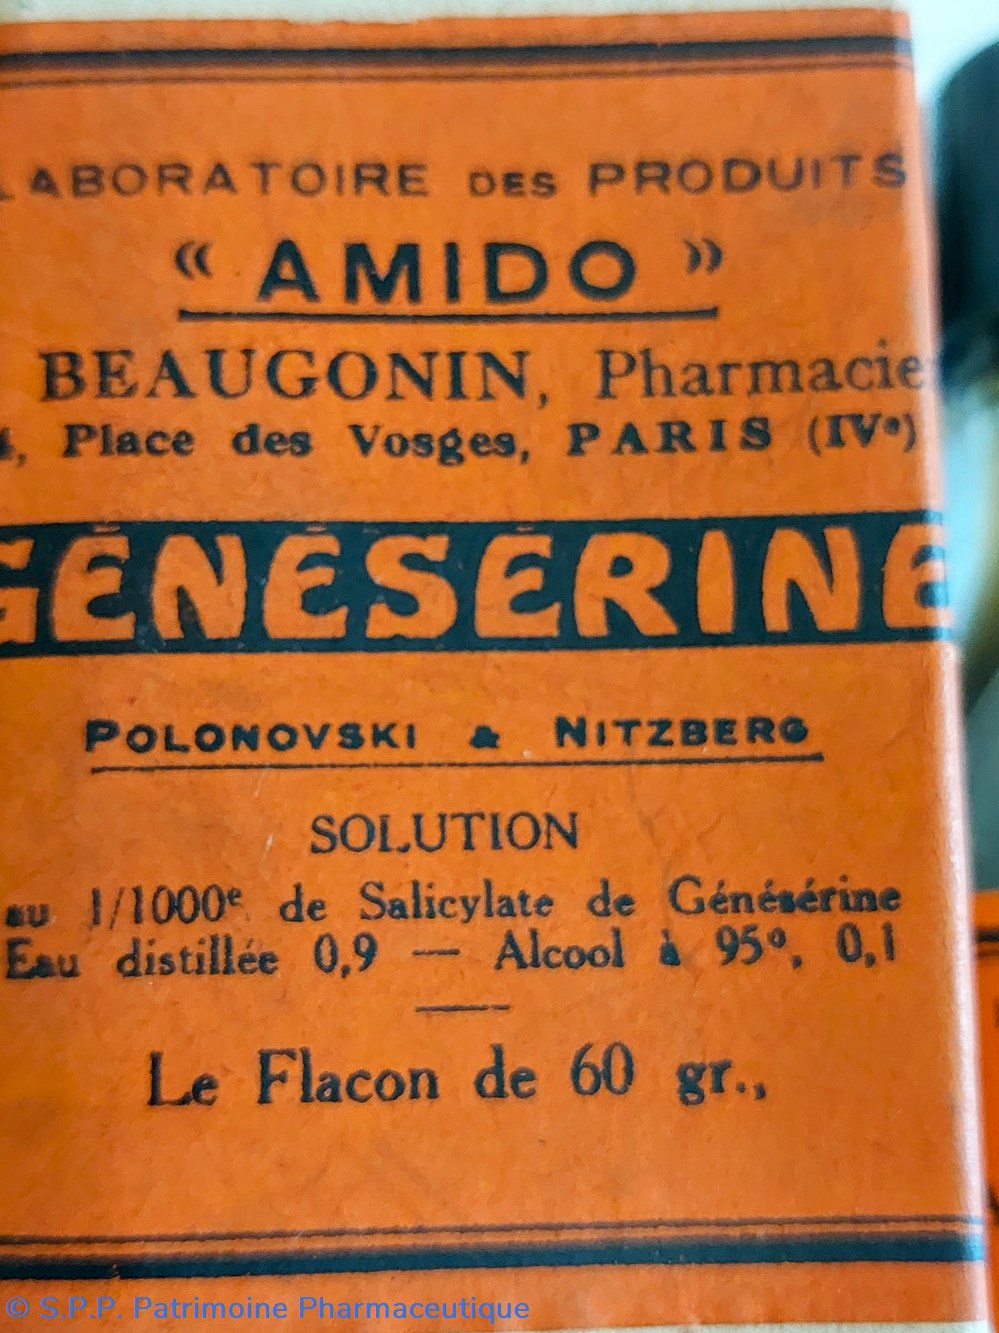 LABORATOIRE DES PRODUITS
“ AMIDO ”
BEAUGONIN, Pharmacie
4, Place des Vosges, PARIS (IVe)
GÉNÉSÉRINE
POLONOVSKI & NITZBERG
SOLUTION
au 1/1000e de Salicylate de Génésérine
Eau distillée 0,9 — Alcool à 95°, 0,1
Le Flacon de 60 gr.,
© S.P.P. Patrimoine Pharmaceutique